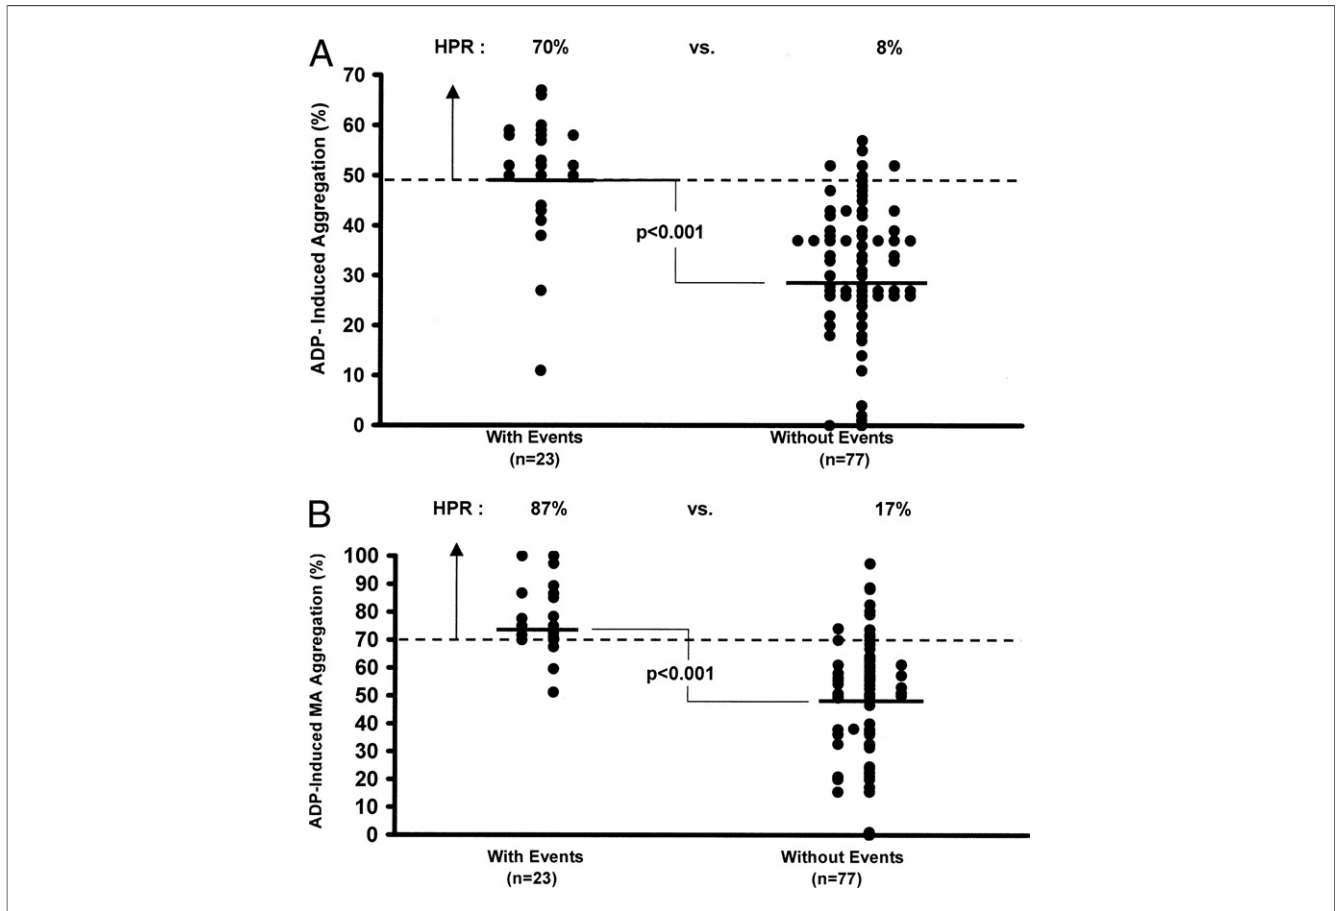 A
HPR : 70% vs. 8%
ADP- Induced Aggregation (%)
70
60
50
40
30
20
10
0
p<0.001
With Events
(n=23)
Without Events
(n=77)
B
HPR : 87% vs. 17%
ADP-Induced MA Aggregation (%)
100
90
80
70
60
50
40
30
20
10
0
p<0.001
With Events
(n=23)
Without Events
(n=77)